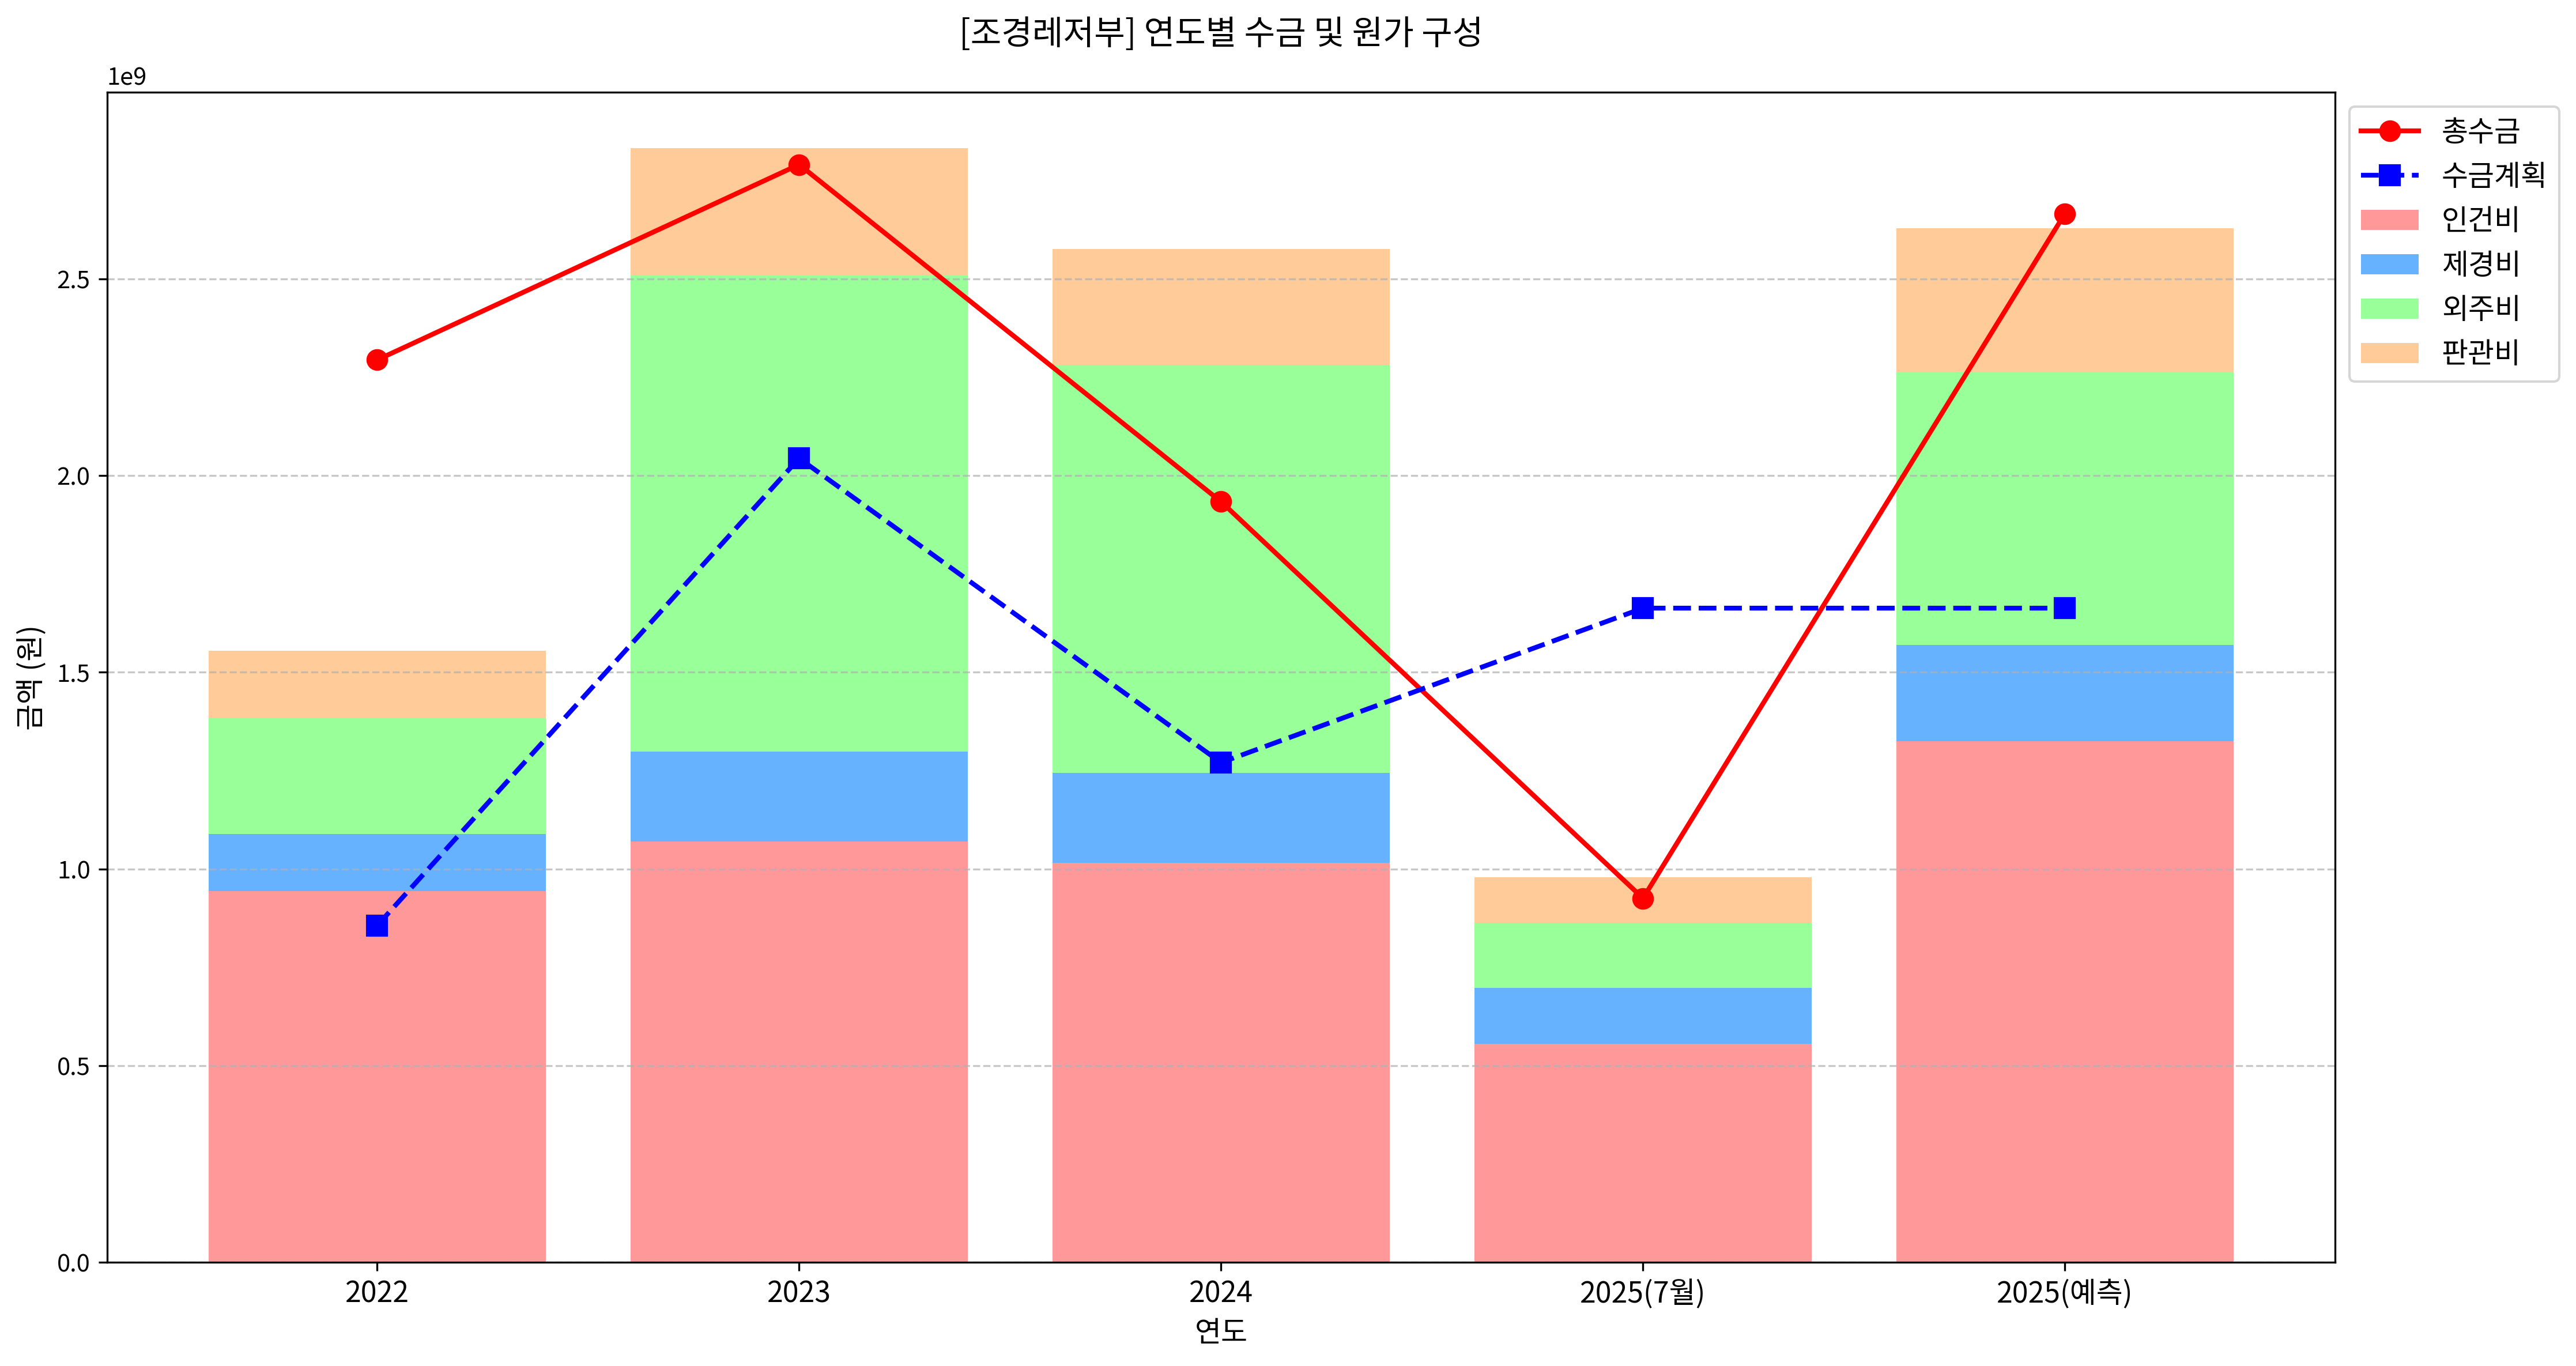 [조경레저부] 연도별 수금 및 원가 구성
1e9
총수금
수금계획
인건비
제경비
외주비
판관비
2.5
2.0
1.5
1.0
0.5
0.0
금액 (원)
2022
2023
2024
2025(7월)
2025(예측)
연도